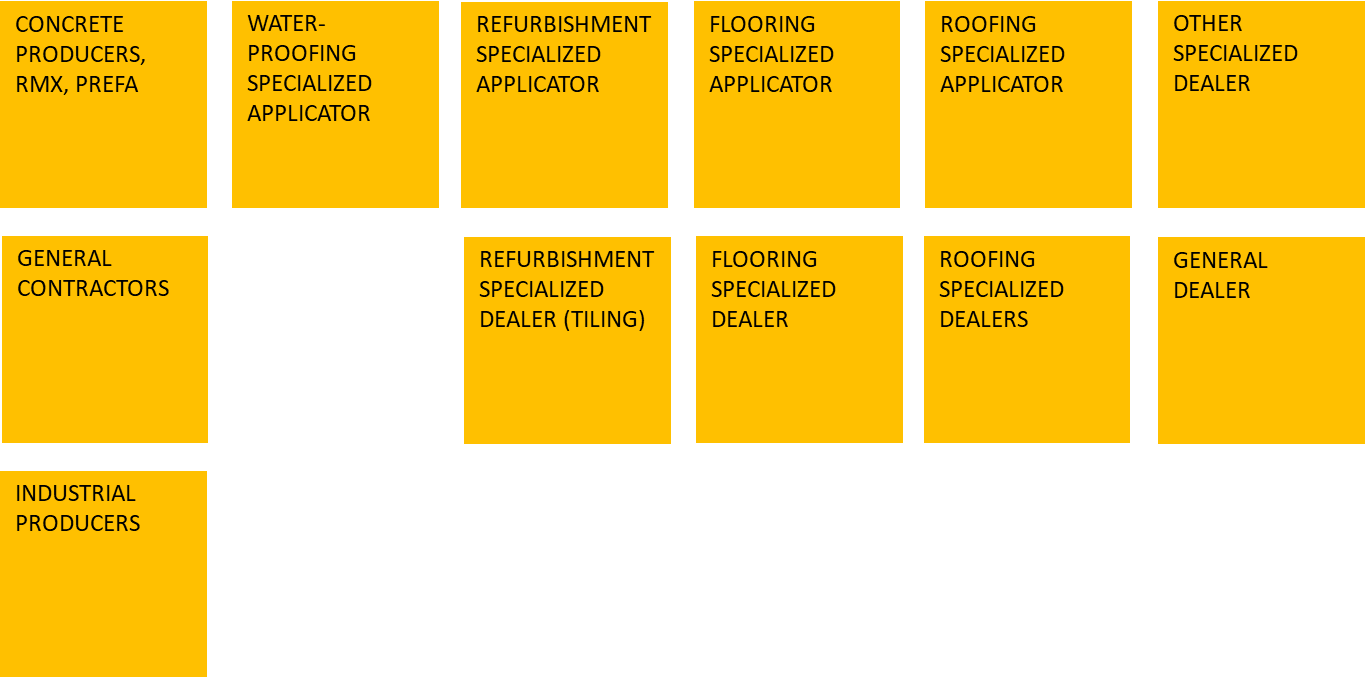 CONCRETE
PRODUCERS,
RMX, PREFA
WATER-
PROOFING
SPECIALIZED
APPLICATOR
REFURBISHMENT
SPECIALIZED
APPLICATOR
FLOORING
SPECIALIZED
APPLICATOR
ROOFING
SPECIALIZED
APPLICATOR
OTHER
SPECIALIZED
DEALER
GENERAL
CONTRACTORS
REFURBISHMENT
SPECIALIZED
DEALER (TILING)
FLOORING
SPECIALIZED
DEALER
ROOFING
SPECIALIZED
DEALERS
GENERAL
DEALER
INDUSTRIAL
PRODUCERS